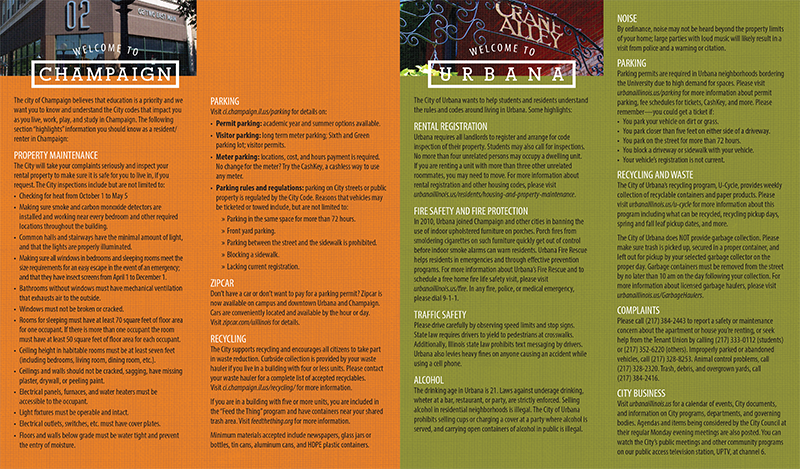 02
GREEN STREET REALTY
WELCOME TO
CHAMPAIGN
The city of Champaign believes that education is a priority and we
want you to know and understand the City codes that impact you
as you live, work, play, and study in Champaign. The following
section "highlights" information you should know as a resident/
renter in Champaign:
PROPERTY MAINTENANCE
The City will take your complaints seriously and inspect your
rental property to make sure it is safe for you to live in, if you
request. The City inspections include but are not limited to:
• Checking for heat from October 1 to May 5
• Making sure smoke and carbon monoxide detectors are
installed and working near every bedroom and other required
locations throughout the building.
• Common halls and stairways have the minimal amount of light,
and that the lights are properly illuminated.
• Making sure all windows in bedrooms and sleeping rooms meet the
size requirements for an easy escape in the event of an emergency;
and that they have insect screens from April 1 to December 1.
• Bathrooms without windows must have mechanical ventilation
that exhausts air to the outside.
• Windows must not be broken or cracked.
• Rooms for sleeping must have at least 70 square feet of floor area
for one occupant. If there is more than one occupant the room
must have at least 50 square feet of floor area for each occupant.
• Ceiling height in habitable rooms must be at least seven feet
(including bedrooms, living room, dining room, etc.).
• Ceilings and walls should not be cracked, sagging, have missing
plaster, drywall, or peeling paint.
• Electrical panels, furnaces, and water heaters must be
accessible to the occupant.
• Light fixtures must be operable and intact.
• Electrical outlets, switches, etc. must have cover plates.
• Floors and walls below grade must be water tight and prevent
the entry of moisture.
PARKING
Visit ci.champaign.il.us/parking for details on:
• Permit parking: academic year and summer options available.
• Visitor parking: long term meter parking; Sixth and Green
parking lot; visitor permits.
• Meter parking: locations, cost, and hours payment is required.
No change for the meter? Try the CashKey, a cashless way to use
any meter.
• Parking rules and regulations: parking on City streets or public
property is regulated by the City Code. Reasons that vehicles may
be ticketed or towed include, but are not limited to:
» Parking in the same space for more than 72 hours.
» Front yard parking.
» Parking between the street and the sidewalk is prohibited.
» Blocking a sidewalk.
» Lacking current registration.
ZIPCAR
Don't have a car or don't want to pay for a parking permit? Zipcar is
now available on campus and downtown Urbana and Champaign.
Cars are conveniently located and available by the hour or day.
Visit zipcar.com/uillinois for details.
RECYCLING
The City supports recycling and encourages all citizens to take part
in waste reduction. Curbside collection is provided by your waste
hauler if you live in a building with four or less units. Please contact
your waste hauler for a complete list of accepted recyclables.
Visit ci.champaign.il.us/recycling/ for more information.
If you are in a building with five or more units, you are included in
the "Feed the Thing" program and have containers near your shared
trash area. Visit feedthething.org for more information.
Minimum materials accepted include newspapers, glass jars or
bottles, tin cans, aluminum cans, and HDPE plastic containers.
CRANE
ALLEY
WELCOME TO
URBANA
The City of Urbana wants to help students and residents understand
the rules and codes around living in Urbana. Some highlights:
RENTAL REGISTRATION
Urbana requires all landlords to register and arrange for code
inspection of their property. Students may also call for inspections.
No more than four unrelated persons may occupy a dwelling unit.
If you are renting a unit with more than three other unrelated
roommates, you may need to move. For more information about
rental registration and other housing codes, please visit
urbanaillinois.us/residents/housing-and-property-maintenance.
FIRE SAFETY AND FIRE PROTECTION
In 2010, Urbana joined Champaign and other cities in banning the
use of indoor upholstered furniture on porches. Porch fires from
smoldering cigarettes on such furniture quickly get out of control
before indoor smoke alarms can warn residents. Urbana Fire Rescue
helps residents in emergencies and through effective prevention
programs. For more information about Urbana's Fire Rescue and to
schedule a free home fire life safety visit, please visit
urbanaillinois.us/fire. In any fire, police, or medical emergency,
please dial 9-1-1.
TRAFFIC SAFETY
Please drive carefully by observing speed limits and stop signs.
State law requires drivers to yield to pedestrians at crosswalks.
Additionally, Illinois state law prohibits text messaging by drivers.
Urbana also levies heavy fines on anyone causing an accident while
using a cell phone.
ALCOHOL
The drinking age in Urbana is 21. Laws against underage drinking,
wheter at a bar, restaurant, or party, are strictly enforced. Selling
alcohol in residential neighborhoods is illegal. The City of Urbana
prohibits selling cups or charging a cover at a party where alcohol is
served, and carrying open containers of alcohol in public is illegal.
NOISE
By ordinance, noise may not be heard beyond the property limits
of your home; large parties with loud music will likely result in a
visit from police and a warning or citation.
PARKING
Parking permits are required in Urbana neighborhoods bordering
the University due to high demand for spaces. Please visit
urbanaillinois.us/parking for more information about permit
parking, fee schedules for tickets, CashKey, and more. Please
remember—you could get a ticket if:
• You park your vehicle on dirt or grass.
• You park closer than five feet on either side of a driveway.
• You park on the street for more than 72 hours.
• You block a driveway or sidewalk with your vehicle.
• Your vehicle's registration is not current.
RECYCLING AND WASTE
The City of Urbana's recycling program, U-Cycle, provides weekly
collection of recyclable containers and paper products. Please
visit urbanaillinois.us/u-cycle for more information about this
program including what can be recycled, recycling pickup days,
spring and fall leaf pickup dates, and more.
The City of Urbana does NOT provide garbage collection. Please
make sure trash is picked up, secured in a proper container, and
left out for pickup by your selected garbage collector on the
proper day. Garbage containers must be removed from the street
by no later than 10 am on the day following your collection. For
more information about licensed garbage haulers, please visit
urbanaillinois.us/GarbageHaulers.
COMPLAINTS
Please call (217) 384-2443 to report a safety or maintenance
concern about the apartment or house you're renting, or seek
help from the Tenant Union by calling (217) 333-0112 (students)
or (217) 352-6220 (others). Improperly parked or abandoned
vehicles, call (217) 328-8253. Animal control problems, call
(217) 328-2320. Trash, debris, and overgrown yards, call
(217) 384-2416.
CITY BUSINESS
Visit urbanaillinois.us for a calendar of events, City documents,
and information on City programs, departments, and governing
bodies. Agendas and items being considered by the City Council at
their regular Monday evening meetings are also posted. You can
watch the City's public meetings and other community programs
on our public access television station, UPTV, at channel 6.